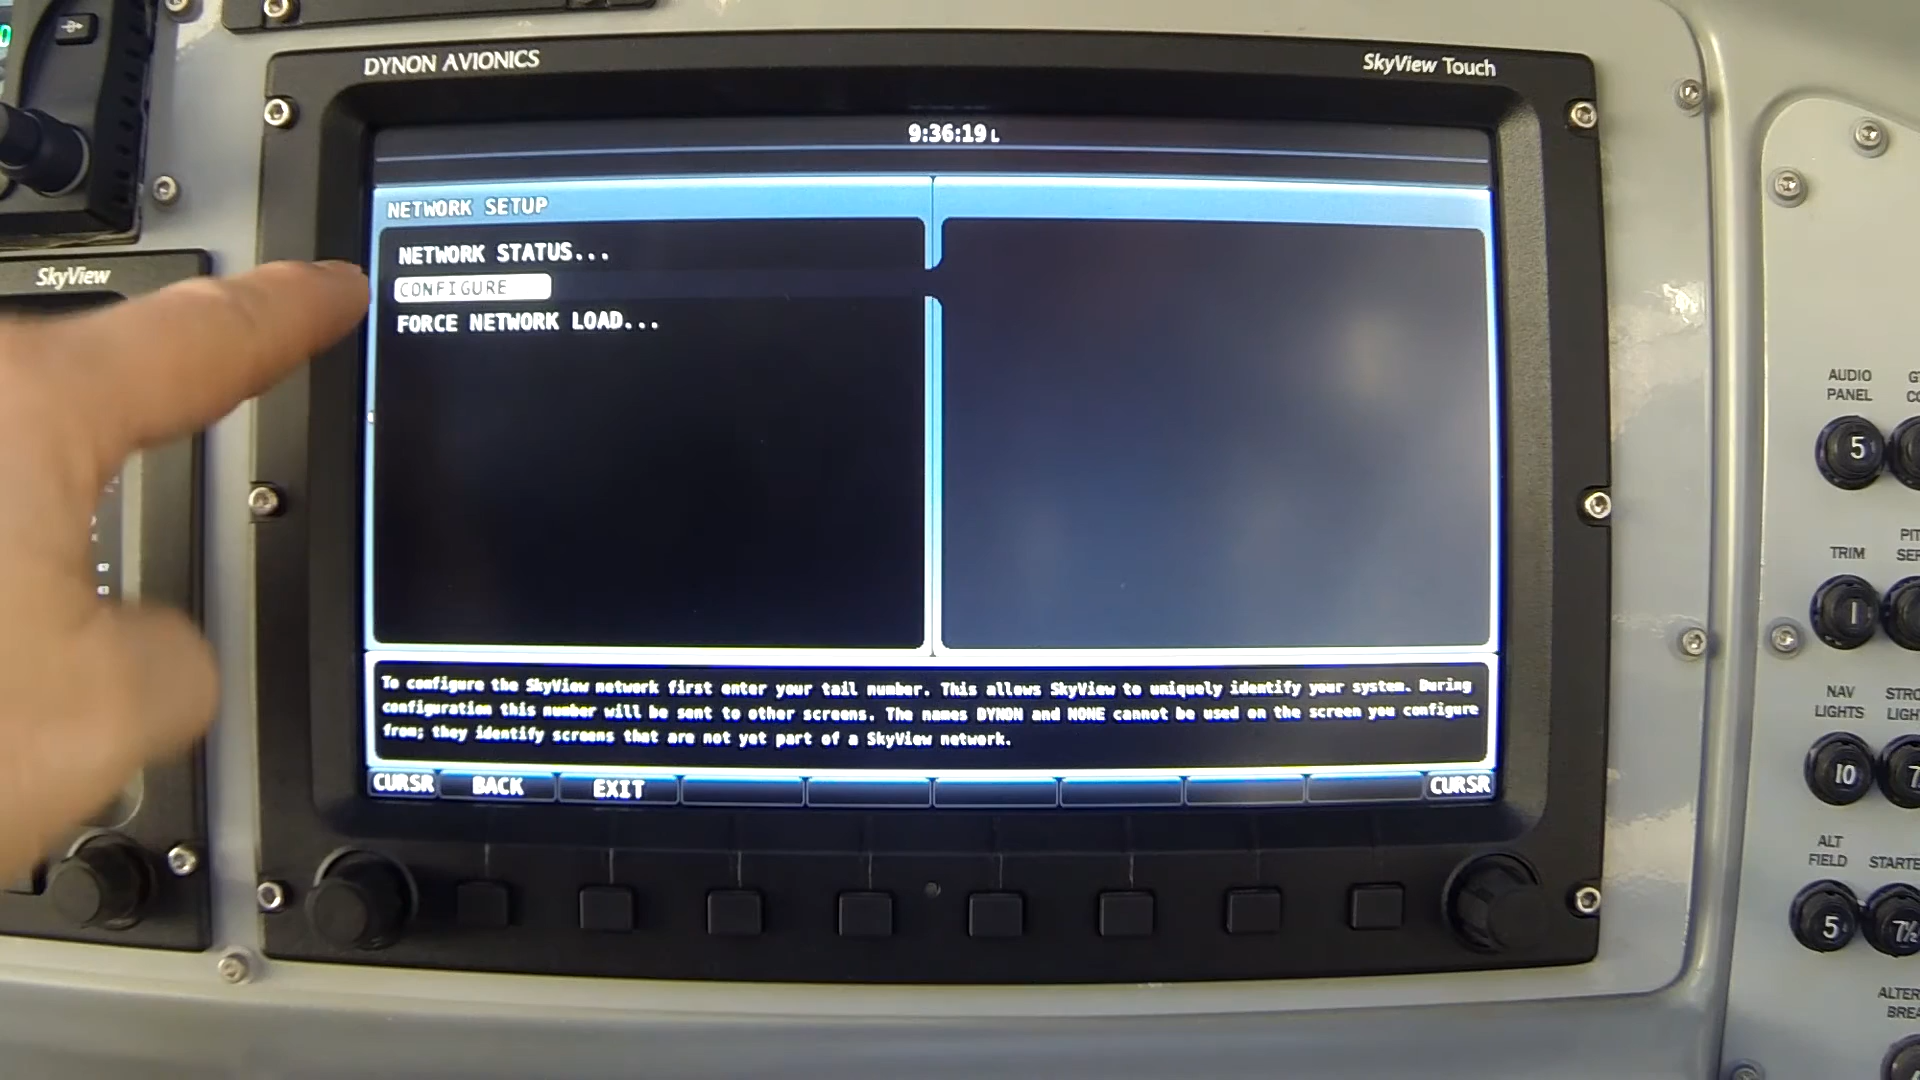 DYNON AVIONICS
SkyView Touch
9:36:19 L
NETWORK SETUP
NETWORK STATUS...
CONFIGURE
FORCE NETWORK LOAD...
To configure the SkyView network first enter your tail number. This allows SkyView to uniquely identify your system. During
configuration this number will be sent to other screens. The names DYNON and NONE cannot be used on the screen you configure
from; they identify screens that are not yet part of a SkyView network.
CURSR BACK EXIT CURSR
SkyView
AUDIO
PANEL
5
TRIM
1
NAV
LIGHTS
10
ALT
FIELD
5
7½